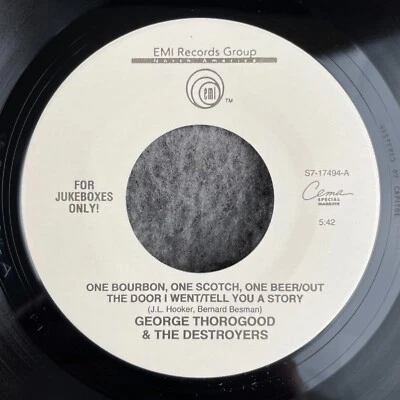 EMI Records Group
North America
emi
TM
S7-17494-A
FOR
JUKEBOXES
ONLY!
Cema
SPECIAL
MARKETS
5:42
ONE BOURBON, ONE SCOTCH, ONE BEER/OUT
THE DOOR I WENT/TELL YOU A STORY
(J.L. Hooker, Bernard Besman)
GEORGE THOROGOOD
& THE DESTROYERS